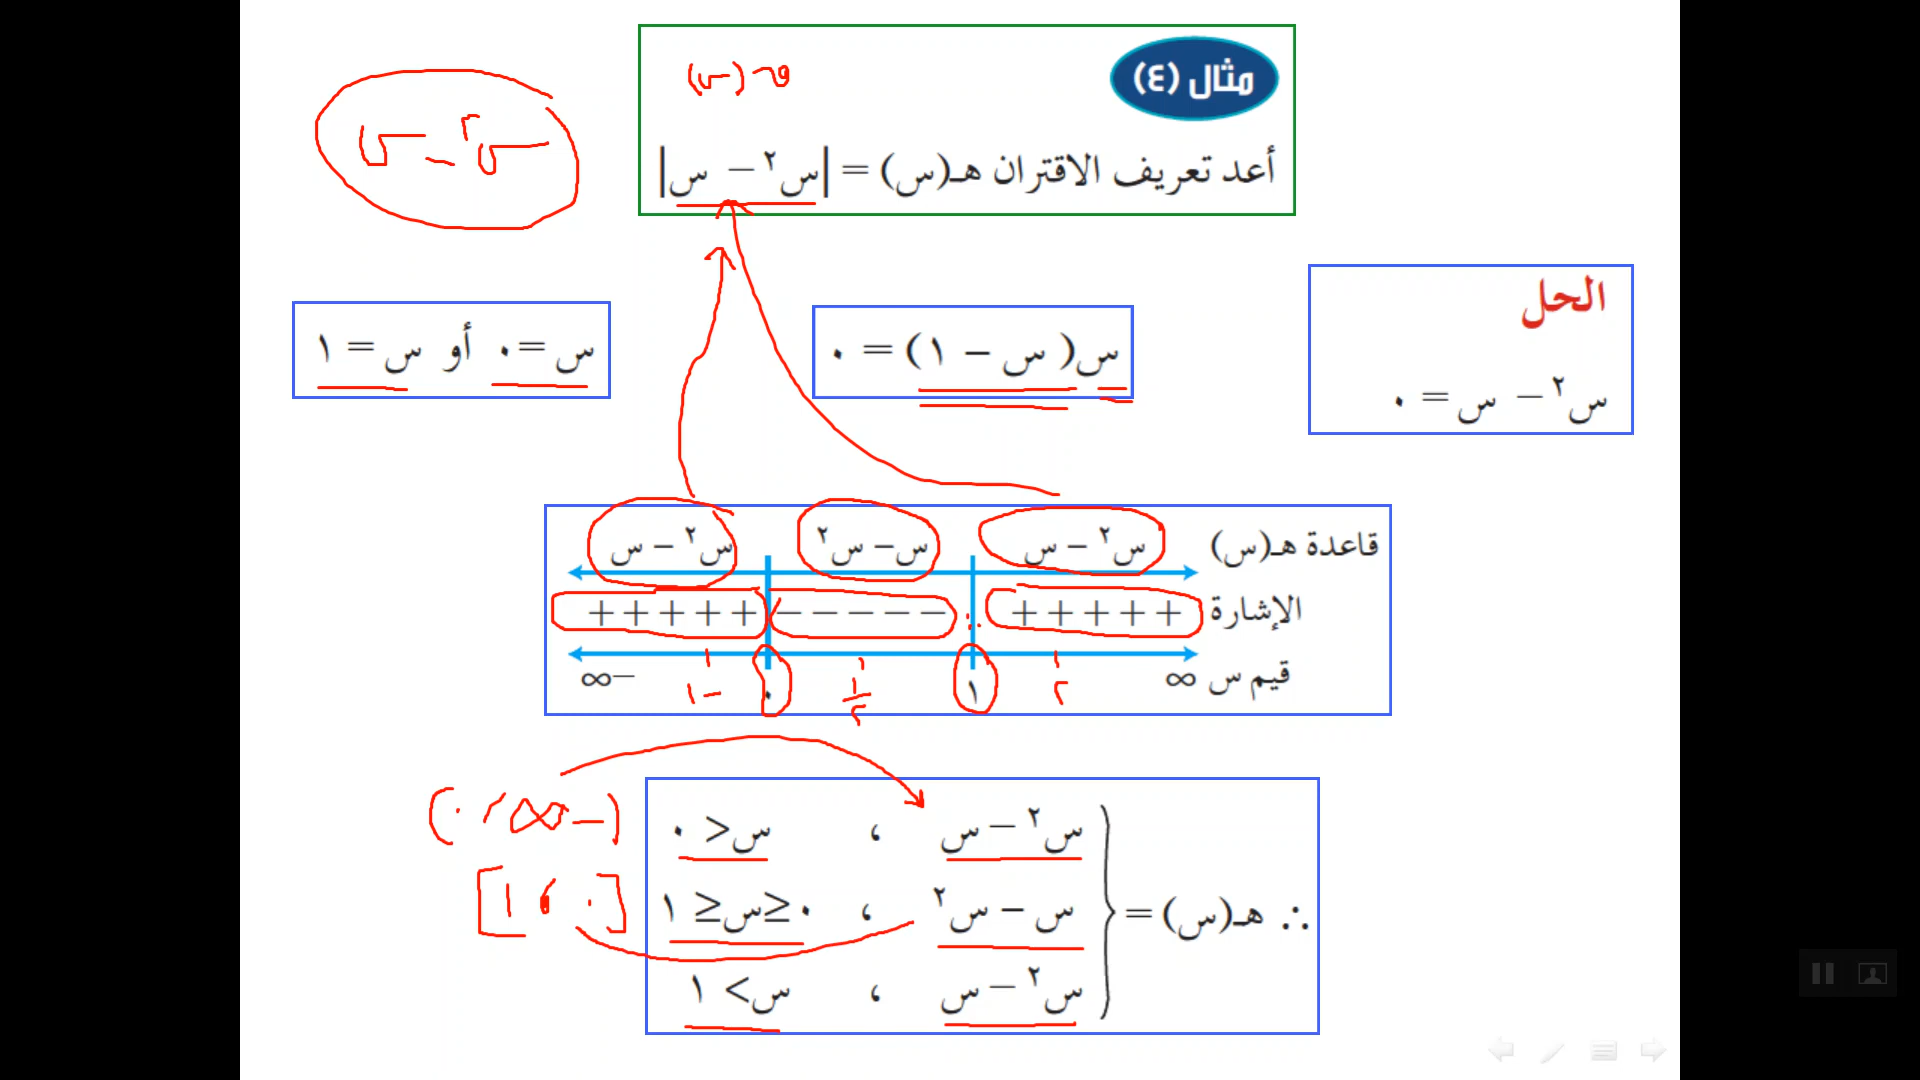 مثال (٤)
ق(س)
أعد تعريف الاقتران هـ(س) = |س٢ – س|
س٢ – س
الحل
س٢ – س = ٠
س( س – ١) = ٠
س =٠ أو س = ١
قاعدة هـ(س) س٢ – س س– س٢ س٢ – س
الإشارة + + + + + – – – – – + + + + +
قيم س ∞ ١ ٠ –∞
٢ ١/٢ -١
∴ هـ(س) =
س٢ – س ، س< ٠
س – س٢ ، ٠≤س≤ ١
س٢ – س ، س> ١
(-∞ ، ٠)
[٠ ، ١]